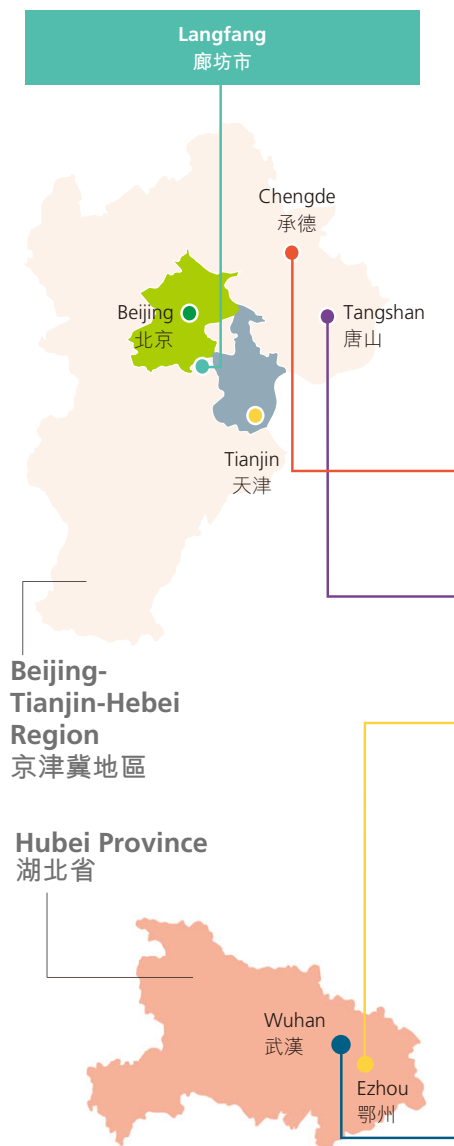 Langfang
廊坊市
Chengde
承德
Beijing
北京
Tangshan
唐山
Tianjin
天津
Beijing-
Tianjin-Hebei
Region
京津冀地區
Hubei Province
湖北省
Wuhan
武漢
Ezhou
鄂州